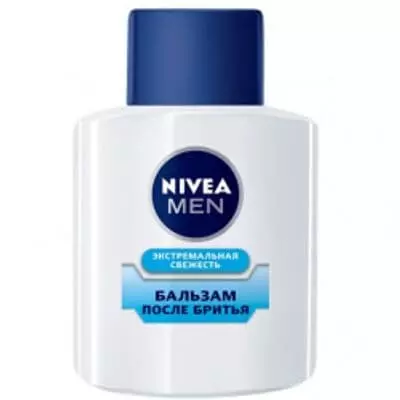 NIVEA
MEN
ЭКСТРЕМАЛЬНАЯ
СВЕЖЕСТЬ
БАЛЬЗАМ
ПОСЛЕ БРИТЬЯ